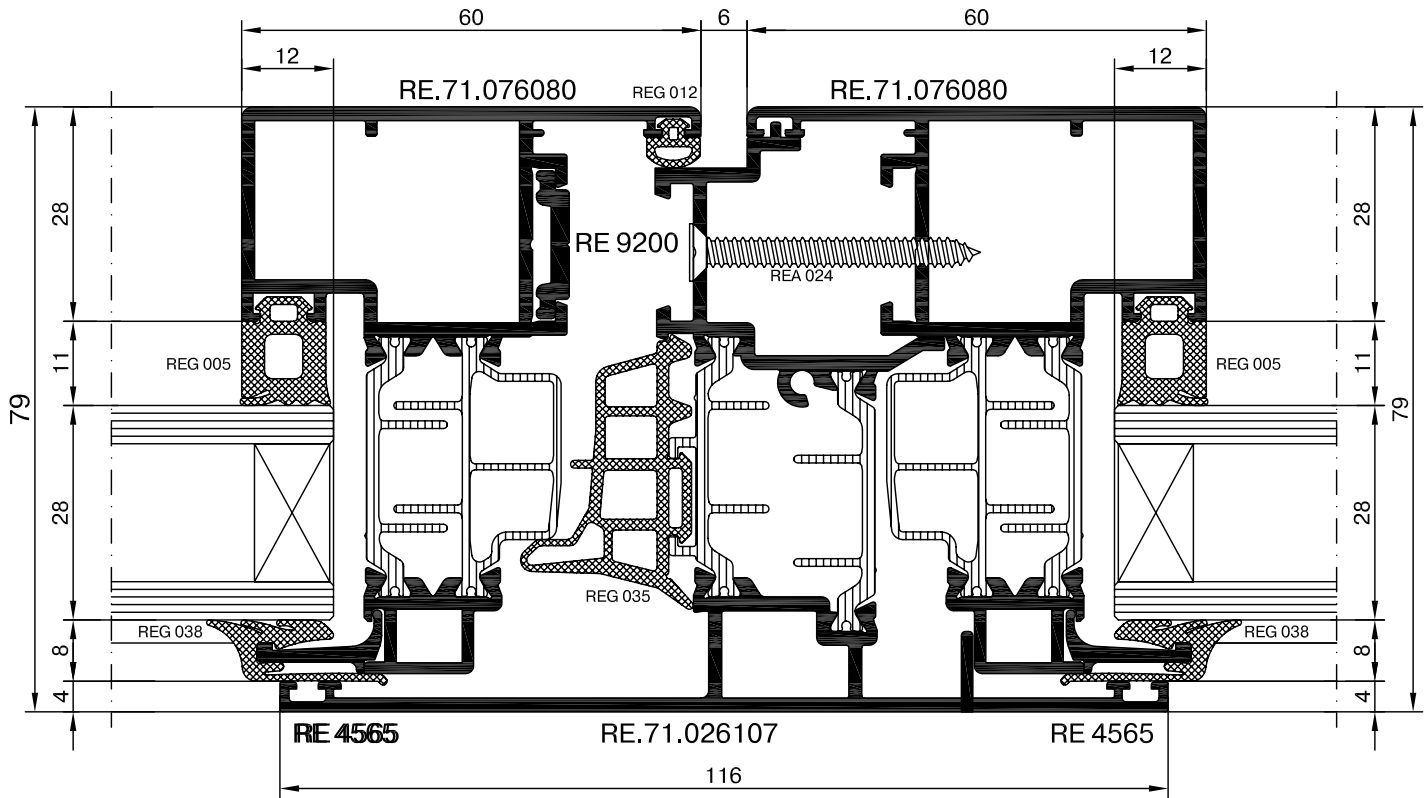 60 6 60
12 12
RE.71.076080 REG 012 RE.71.076080
28 28
RE 9200
REA 024
REG 005 11 REG 005 11
79 79
28 28
REG 035
REG 038 REG 038
8 8
4 4
RE 4565 RE.71.026107 RE 4565
116